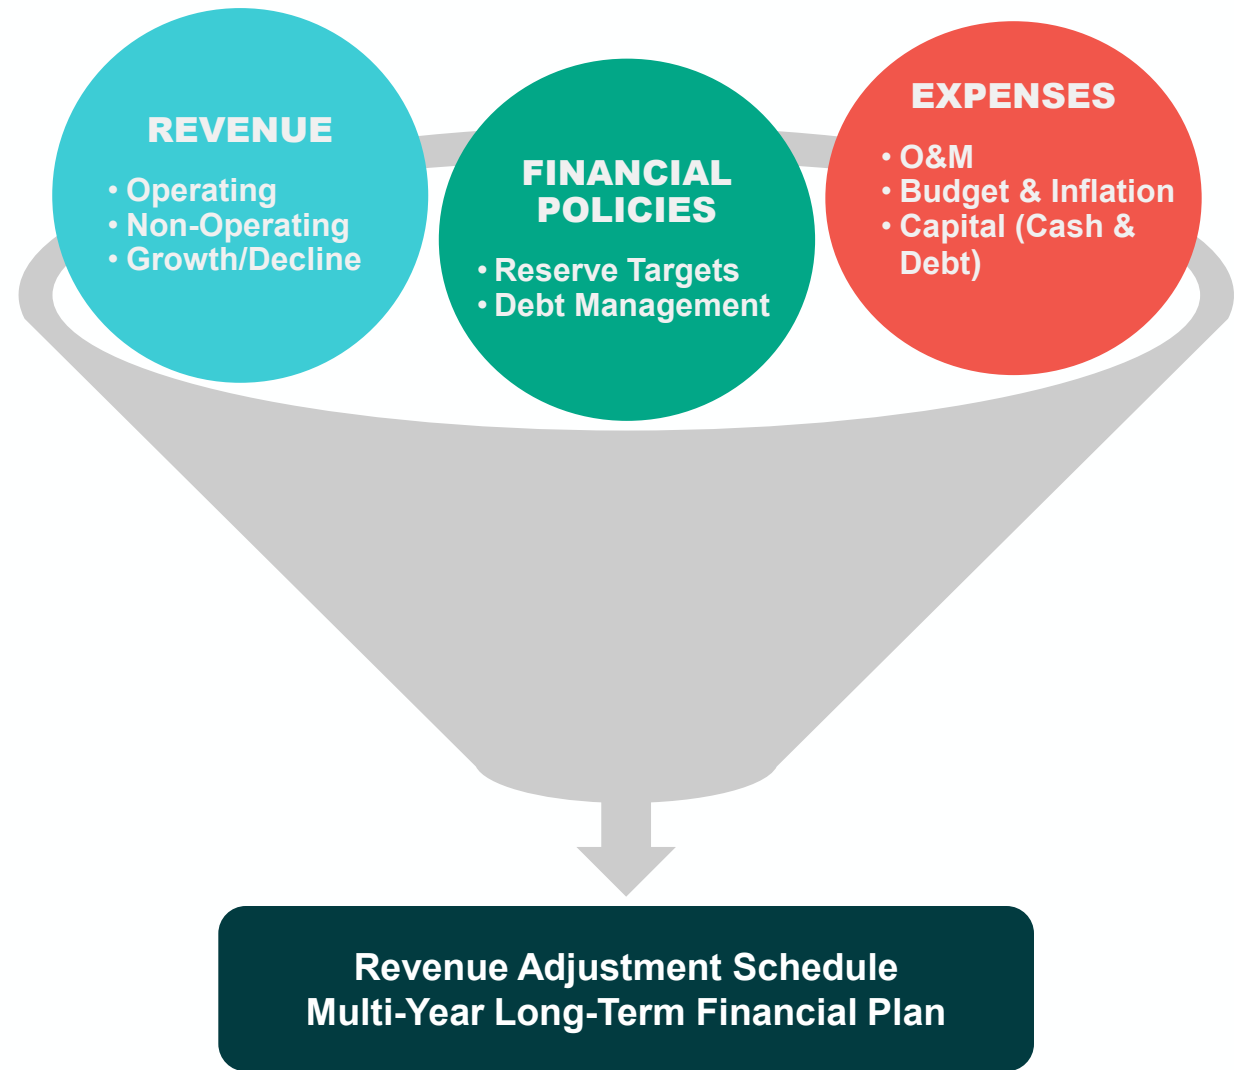 REVENUE
• Operating
• Non-Operating
• Growth/Decline
FINANCIAL
POLICIES
• Reserve Targets
• Debt Management
EXPENSES
• O&M
• Budget & Inflation
• Capital (Cash &
Debt)
Revenue Adjustment Schedule
Multi-Year Long-Term Financial Plan